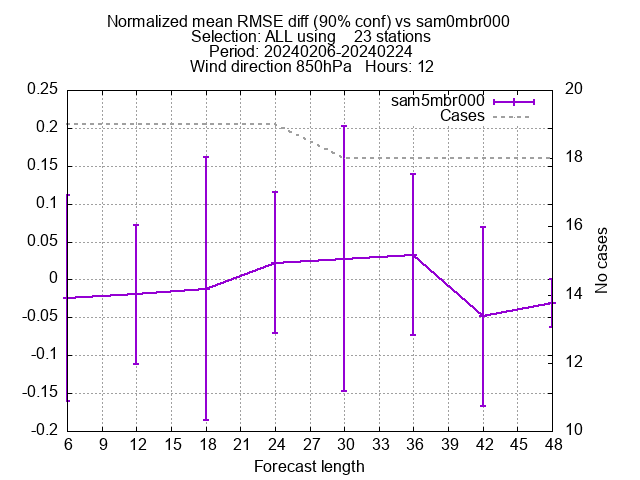 Normalized mean RMSE diff (90% conf) vs sam0mbr000
Selection: ALL using    23 stations
Period: 20240206-20240224
Wind direction 850hPa   Hours: 12
sam5mbr000
Cases
0.25
0.2
0.15
0.1
0.05
0
-0.05
-0.1
-0.15
-0.2
20
18
16
14
12
10
No cases
6 9 12 15 18 21 24 27 30 33 36 39 42 45 48
Forecast length